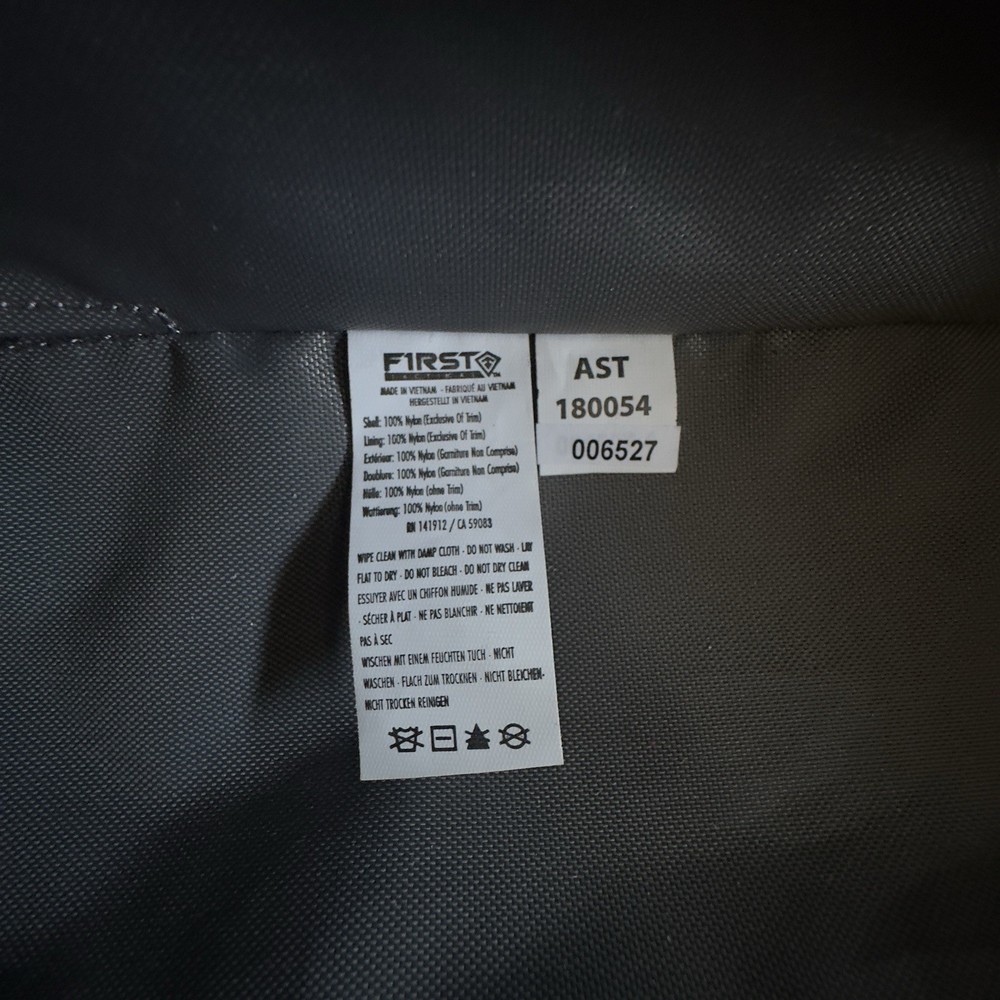 F1RST
TACTICAL
TM
MADE IN VIETNAM - FABRIQUÉ AU VIETNAM
HERGESTELLT IN VIETNAM
Shell: 100% Nylon (Exclusive Of Trim)
Lining: 100% Nylon (Exclusive Of Trim)
Extérieur: 100% Nylon (Garniture Non Comprise)
Doublure: 100% Nylon (Garniture Non Comprise)
Hülle: 100% Nylon (ohne Trim)
Wattierung: 100% Nylon (ohne Trim)
RN 141912 / CA 59083
WIPE CLEAN WITH DAMP CLOTH - DO NOT WASH - LAY
FLAT TO DRY - DO NOT BLEACH - DO NOT DRY CLEAN
ESSUYER AVEC UN CHIFFON HUMIDE - NE PAS LAVER
- SÉCHER À PLAT - NE PAS BLANCHIR - NE NETTOIENT
PAS À SEC
WISCHEN MIT EINEM FEUCHTEN TUCH - NICHT
WASCHEN - FLACH ZUM TROCKNEN - NICHT BLEICHEN-
NICHT TROCKEN REINIGEN
AST
180054
006527